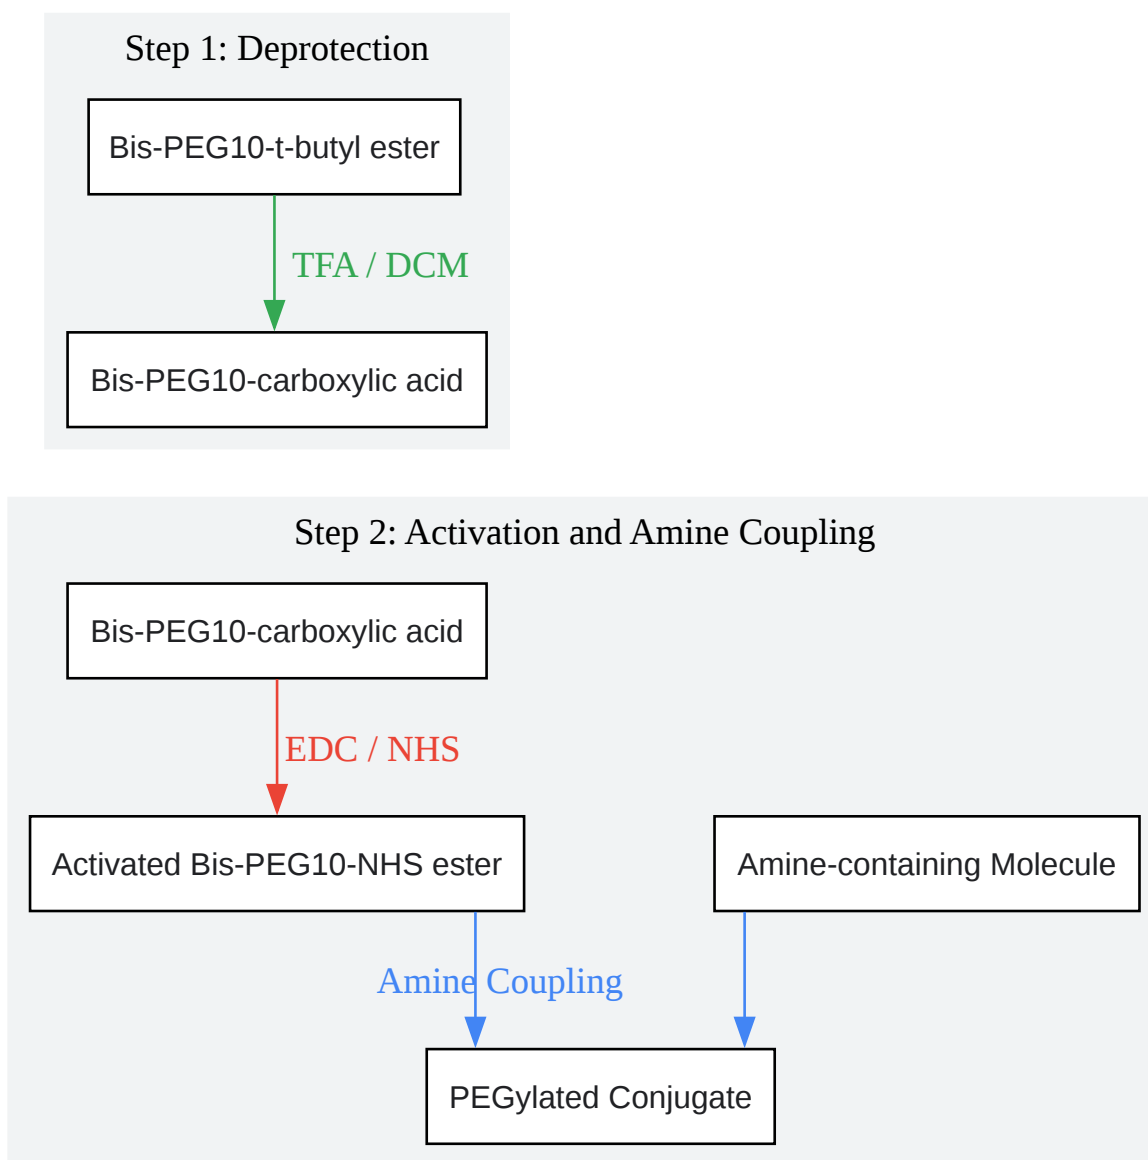 Step 1: Deprotection
Bis-PEG10-t-butyl ester
TFA / DCM
Bis-PEG10-carboxylic acid
Step 2: Activation and Amine Coupling
Bis-PEG10-carboxylic acid
EDC / NHS
Activated Bis-PEG10-NHS ester
Amine-containing Molecule
Amine Coupling
PEGylated Conjugate